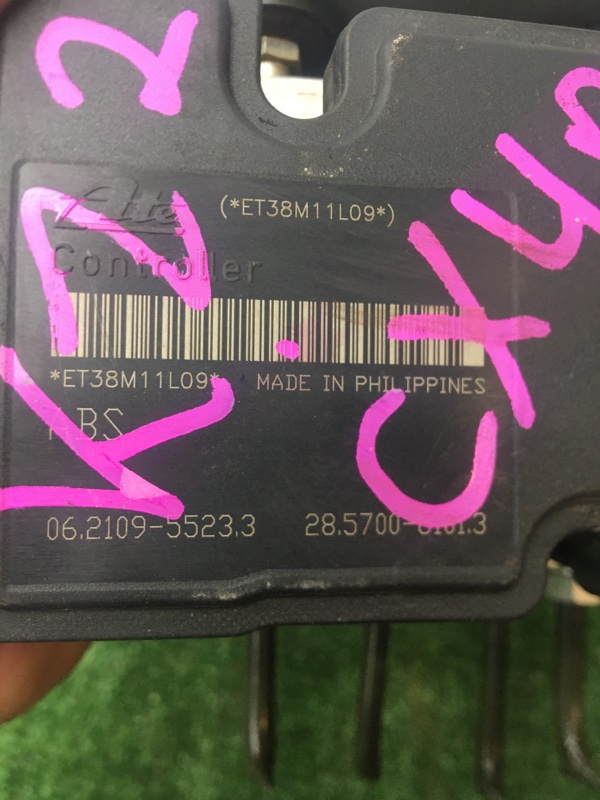 Ate
(*ET38M11L09*)
Controller
*ET38M11L09*
MADE IN PHILIPPINES
ABS
06.2109-5523.3